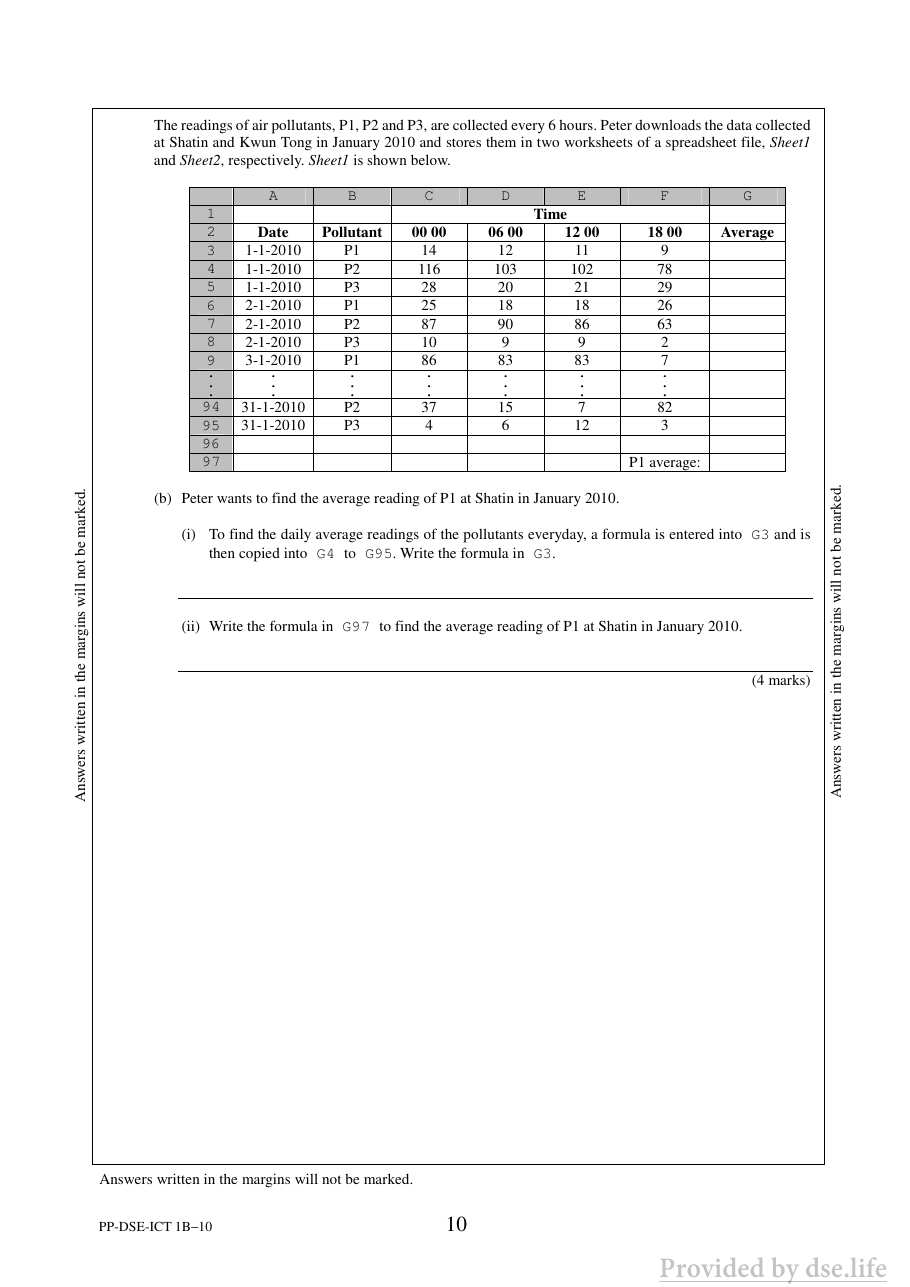 The readings of air pollutants, P1, P2 and P3, are collected every 6 hours. Peter downloads the data collected
at Shatin and Kwun Tong in January 2010 and stores them in two worksheets of a spreadsheet file, Sheet1
and Sheet2, respectively. Sheet1 is shown below.
A B C D E F G
1 Time
2 Date Pollutant 00 00 06 00 12 00 18 00 Average
3 1-1-2010 P1 14 12 11 9
4 1-1-2010 P2 116 103 102 78
5 1-1-2010 P3 28 20 21 29
6 2-1-2010 P1 25 18 18 26
7 2-1-2010 P2 87 90 86 63
8 2-1-2010 P3 10 9 9 2
9 3-1-2010 P1 86 83 83 7
: : : : : : :
94 31-1-2010 P2 37 15 7 82
95 31-1-2010 P3 4 6 12 3
96
97 P1 average:
(b) Peter wants to find the average reading of P1 at Shatin in January 2010.
(i) To find the daily average readings of the pollutants everyday, a formula is entered into G3 and is
then copied into G4 to G95. Write the formula in G3.
(ii) Write the formula in G97 to find the average reading of P1 at Shatin in January 2010.
(4 marks)
Answers written in the margins will not be marked.
Answers written in the margins will not be marked.
Answers written in the margins will not be marked.
PP-DSE-ICT 1B–10
10
Provided by dse.life